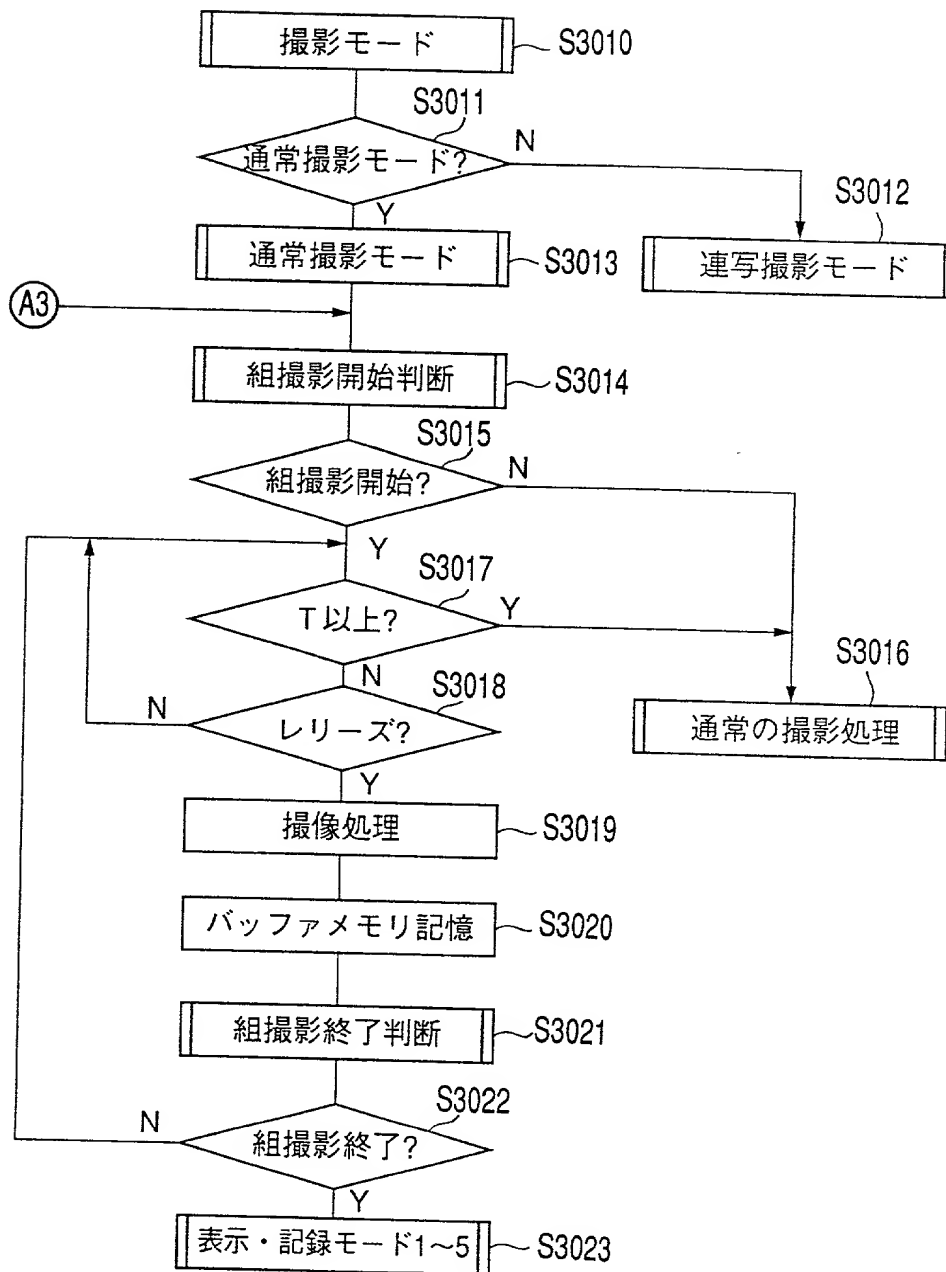 撮影モード S3010
S3011
通常撮影モード? N
Y
S3012
通常撮影モード S3013
連写撮影モード
A3
組撮影開始判断 S3014
S3015
組撮影開始? N
Y
S3017
T以上? Y
N
S3018
S3016
N レリーズ?
通常の撮影処理
Y
撮像処理 S3019
バッファメモリ記憶 S3020
組撮影終了判断 S3021
S3022
N 組撮影終了?
Y
表示・記録モード1〜5 S3023